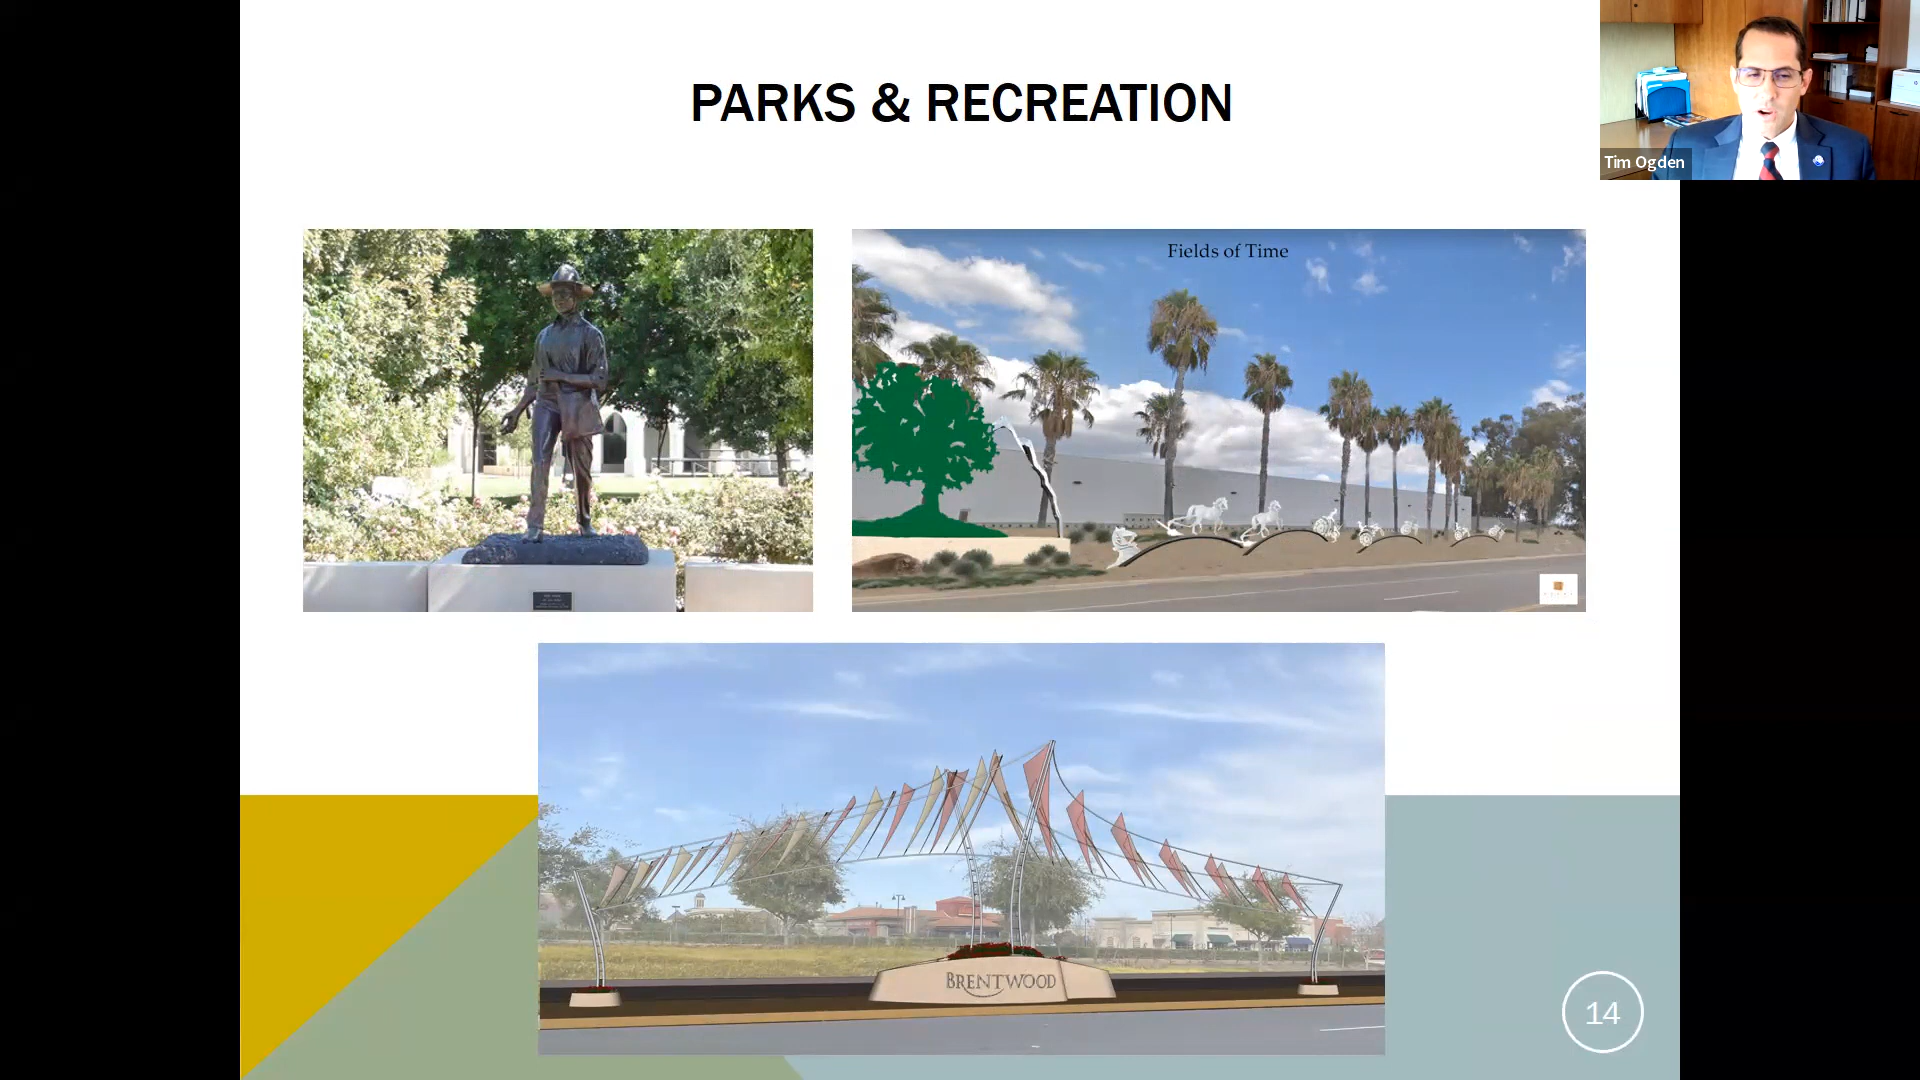 PARKS & RECREATION
Tim Ogden
Fields of Time
BRENTWOOD
14